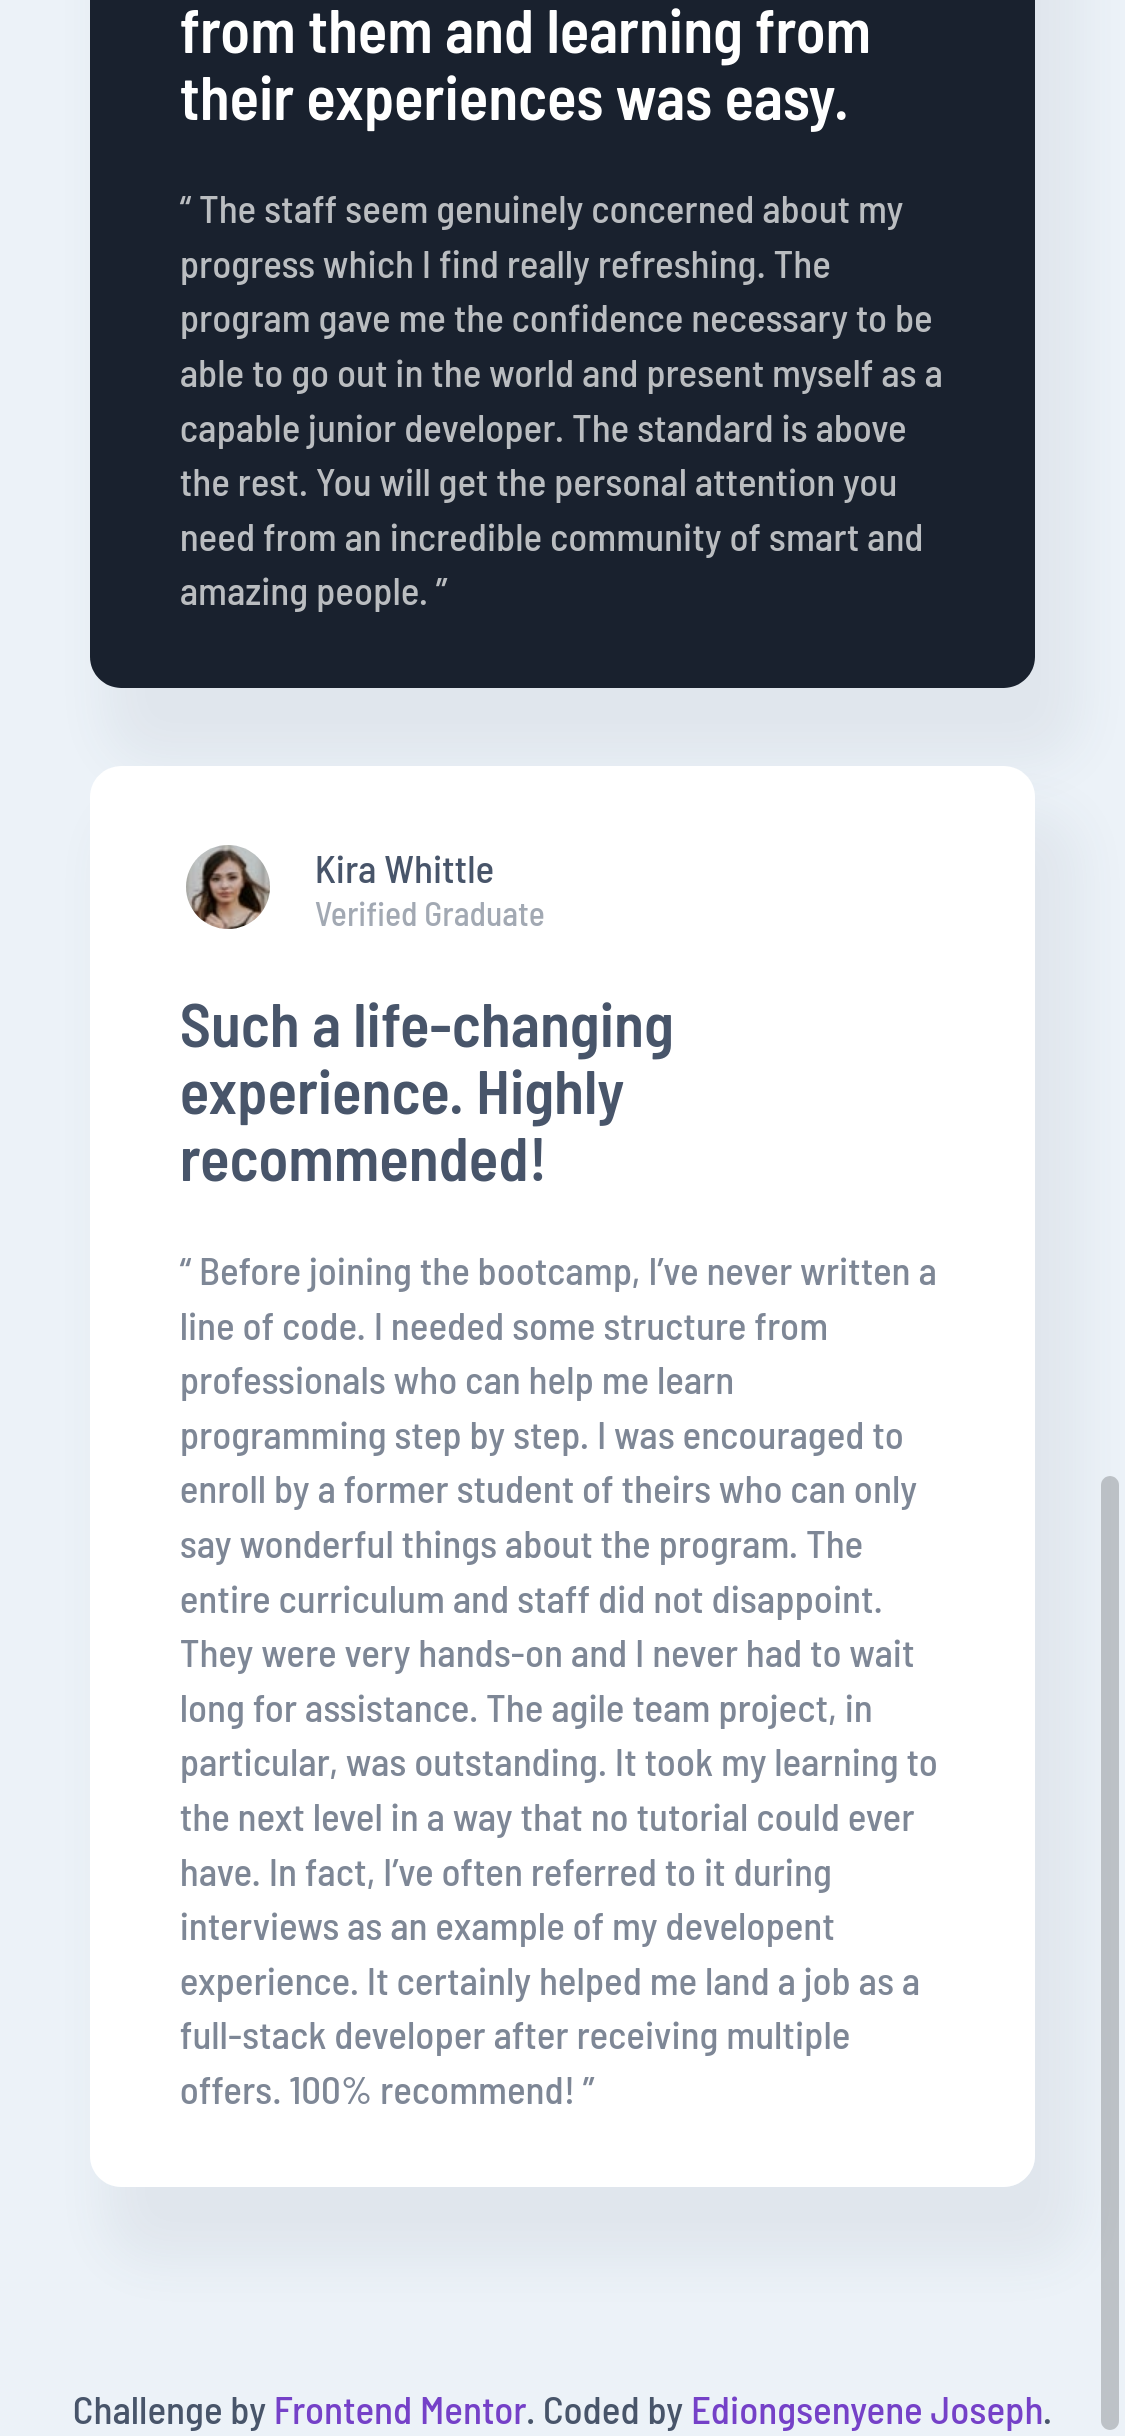 from them and learning from
their experiences was easy.
“ The staff seem genuinely concerned about my
progress which I find really refreshing. The
program gave me the confidence necessary to be
able to go out in the world and present myself as a
capable junior developer. The standard is above
the rest. You will get the personal attention you
need from an incredible community of smart and
amazing people. ”
Kira Whittle
Verified Graduate
Such a life-changing
experience. Highly
recommended!
“ Before joining the bootcamp, I’ve never written a
line of code. I needed some structure from
professionals who can help me learn
programming step by step. I was encouraged to
enroll by a former student of theirs who can only
say wonderful things about the program. The
entire curriculum and staff did not disappoint.
They were very hands-on and I never had to wait
long for assistance. The agile team project, in
particular, was outstanding. It took my learning to
the next level in a way that no tutorial could ever
have. In fact, I’ve often referred to it during
interviews as an example of my developent
experience. It certainly helped me land a job as a
full-stack developer after receiving multiple
offers. 100% recommend! ”
Challenge by Frontend Mentor. Coded by Ediongsenyene Joseph.